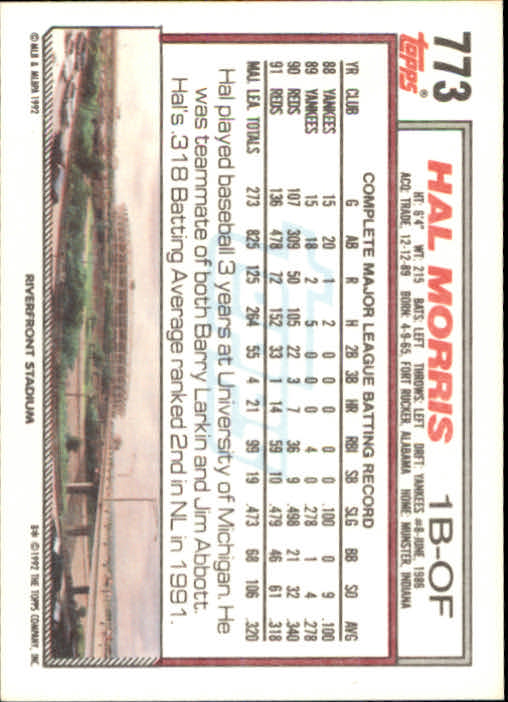 773
Topps®
HAL MORRIS 1B-OF
HT: 6'4" WT: 215 BATS: LEFT THROWS: LEFT DRFT: YANKEES #8-JUNE, 1986
ACQ: TRADE, 12-12-89 BORN: 4-9-65, FORT RUCKER, ALABAMA HOME: MUNSTER, INDIANA
COMPLETE MAJOR LEAGUE BATTING RECORD
YR CLUB G AB R H 2B 3B HR RBI SB SLG BB SO AVG
88 YANKEES 15 20 1 2 0 0 0 0 0 .100 0 9 .100
89 YANKEES 15 18 2 5 0 0 0 4 0 .278 1 4 .278
90 REDS 107 309 50 105 22 3 7 36 9 .498 21 32 .340
91 REDS 136 478 72 152 33 1 14 59 10 .479 46 61 .318
MAJ. LEA. TOTALS 273 825 125 264 55 4 21 99 19 .473 68 106 .320
Hal played baseball 3 years at University of Michigan. He
was teammate of both Barry Larkin and Jim Abbott.
Hal's .318 Batting Average ranked 2nd in NL in 1991.
RIVERFRONT STADIUM
© MLB & MLBPA 1992
B* © 1992 THE TOPPS COMPANY, INC.